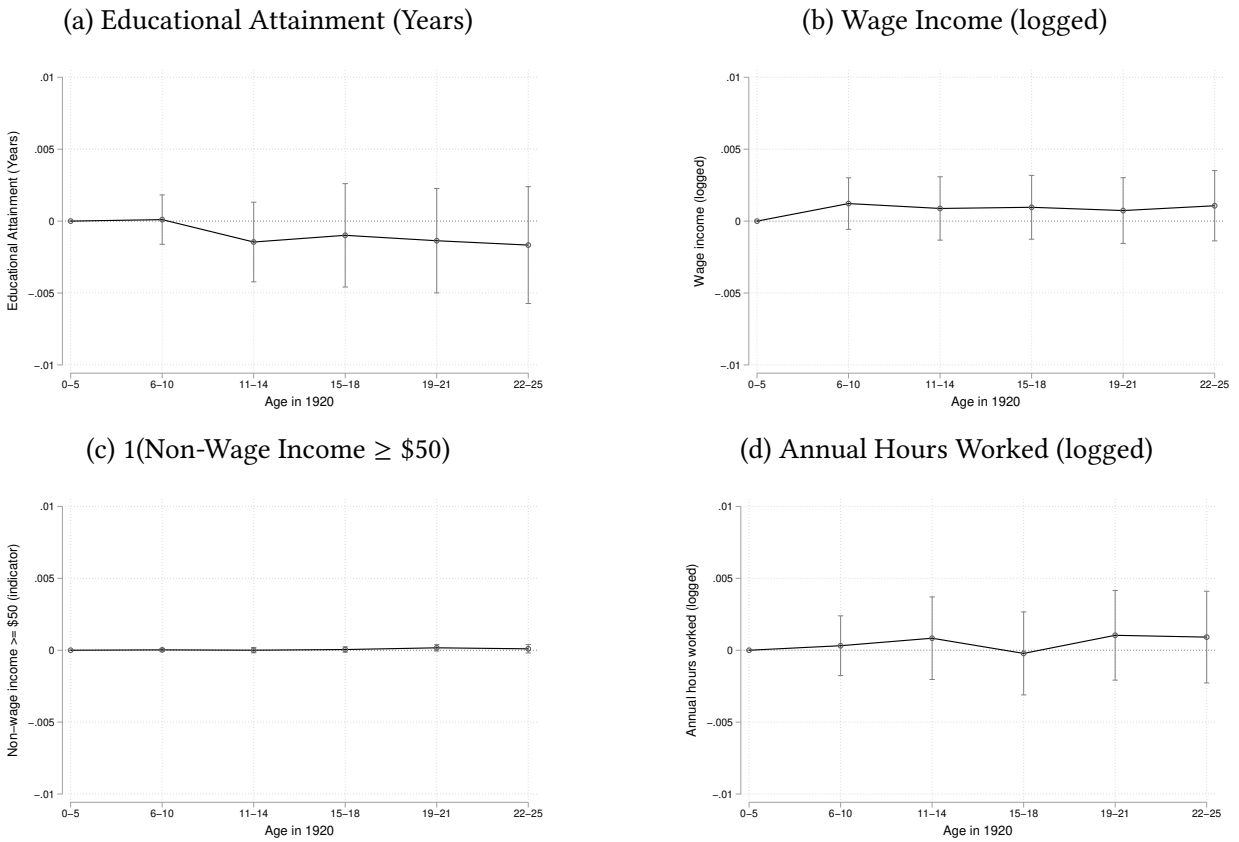 (a) Educational Attainment (Years)
(b) Wage Income (logged)
Educational Attainment (Years)
.01
.005
0
−.005
−.01
0−5 6−10 11−14 15−18 19−21 22−25
Age in 1920
Wage income (logged)
.01
.005
0
−.005
−.01
0−5 6−10 11−14 15−18 19−21 22−25
Age in 1920
(c) 1(Non-Wage Income ≥ $50)
(d) Annual Hours Worked (logged)
Non−wage income >= $50 (indicator)
.01
.005
0
−.005
−.01
0−5 6−10 11−14 15−18 19−21 22−25
Age in 1920
Annual hours worked (logged)
.01
.005
0
−.005
−.01
0−5 6−10 11−14 15−18 19−21 22−25
Age in 1920